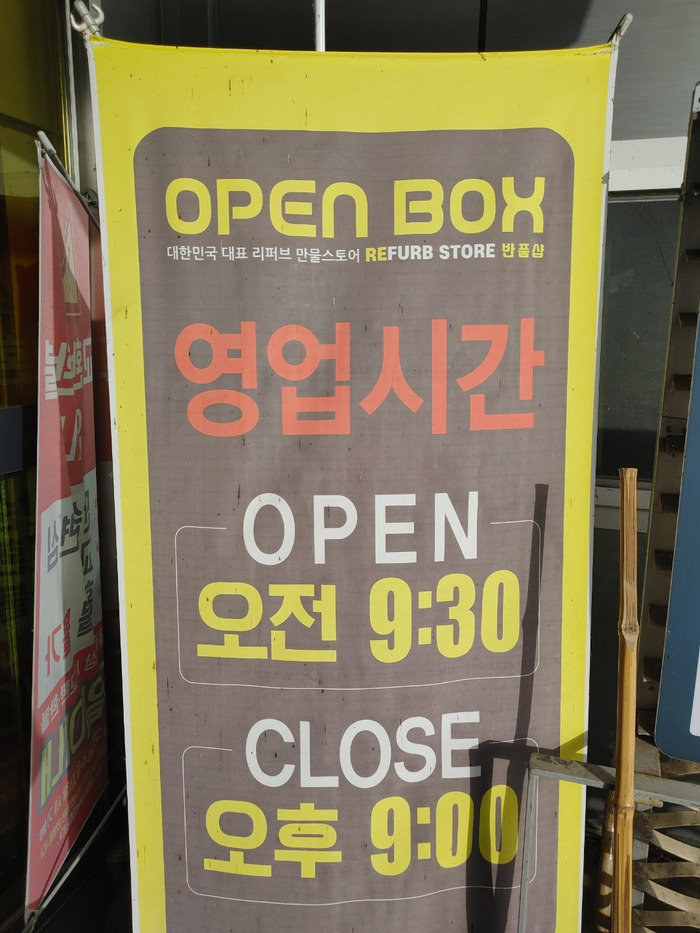 OPEN BOX
대한민국 대표 리퍼브 만물스토어 REFURB STORE 반품샵
영업시간
OPEN
오전 9:30
CLOSE
오후 9:00